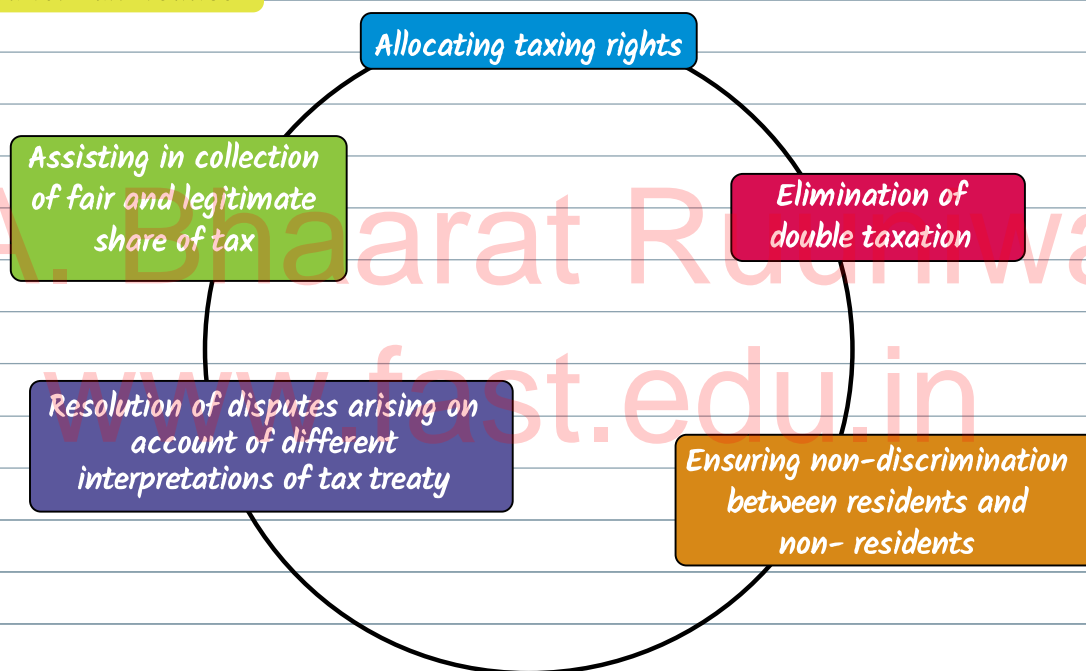 Allocating taxing rights
Assisting in collection
of fair and legitimate
share of tax
Elimination of
double taxation
Resolution of disputes arising on
account of different
interpretations of tax treaty
Ensuring non-discrimination
between residents and
non- residents
A. Bhaarat
www.fast.edu.in